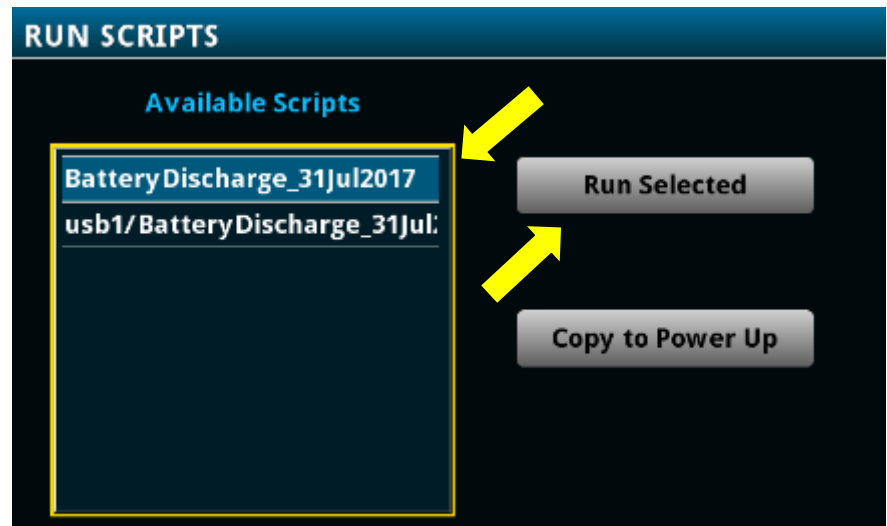 RUN SCRIPTS
Available Scripts
BatteryDischarge_31Jul2017
usb1/BatteryDischarge_31Jul
Run Selected
Copy to Power Up